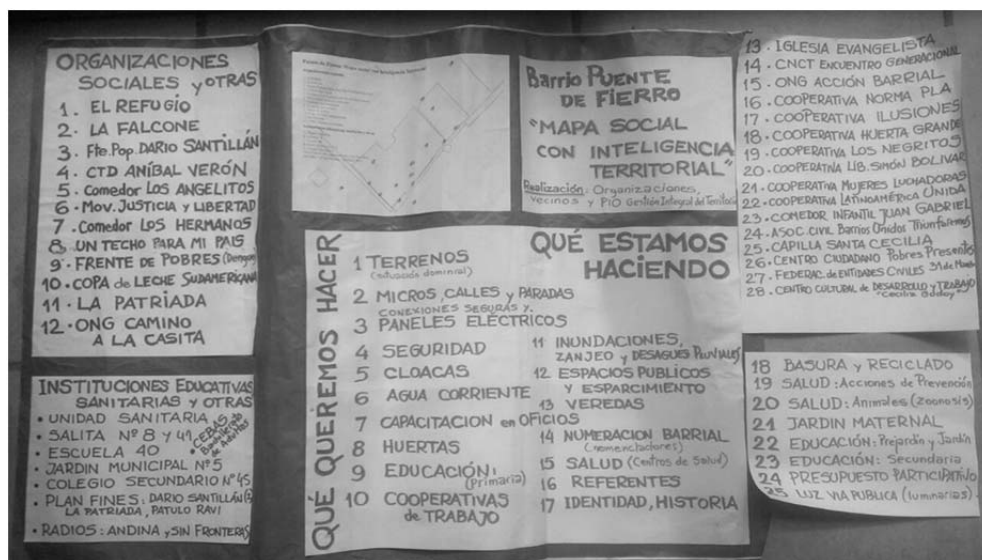 ORGANIZACIONES
SOCIALES y OTRAS
1. EL REFUGIO
2. LA FALCONE
3. Fte. Pop. DARIO SANTILLÁN
4. CTD ANÍBAL VERÓN
5. Comedor LOS ANGELITOS
6. Mov. JUSTICIA y LIBERTAD
7. Comedor LOS HERMANOS
8. UN TECHO PARA MI PAIS
9. FRENTE DE POBRES
10. COPA de LECHE SUDAMERICANA
11. LA PATRIADA
12. ONG CAMINO
A LA CASITA
INSTITUCIONES EDUCATIVAS
SANITARIAS y OTRAS
• UNIDAD SANITARIA
• SALITA Nº 8 y 41
• CEBAS
Bachillerato
de Adultos
• ESCUELA 40
• JARDIN MUNICIPAL Nº 5
• COLEGIO SECUNDARIO Nº 45
• PLAN FINES: DARIO SANTILLÁN
LA PATRIADA, PATULO RAVI
• RADIOS: ANDINA y SIN FRONTERAS
Barrio PUENTE
DE FIERRO
"MAPA SOCIAL
CON INTELIGENCIA
TERRITORIAL"
Realización: Organizaciones,
vecinos y PIO Gestión Integral del Territorio
QUÉ QUEREMOS HACER
QUÉ ESTAMOS
HACIENDO
1 TERRENOS
(situación dominial)
2 MICROS, CALLES y PARADAS
CONEXIONES SEGURAS y
3 PANELES ELÉCTRICOS
4 SEGURIDAD
5 CLOACAS
6 AGUA CORRIENTE
7 CAPACITACION en OFICIOS
8 HUERTAS
9 EDUCACIÓN:
(Primaria)
10 COOPERATIVAS
de TRABAJO
11 INUNDACIONES,
ZANJEO y DESAGUES PLUVIALES
12 ESPACIOS PUBLICOS
Y ESPARCIMIENTO
13 VEREDAS
14 NUMERACION BARRIAL
(nomencladores)
15 SALUD (Centros de Salud)
16 REFERENTES
17 IDENTIDAD, HISTORIA
13. IGLESIA EVANGELISTA
14. CNCT ENCUENTRO GENERACIONAL
15. ONG ACCIÓN BARRIAL
16. COOPERATIVA NORMA PLA
17. COOPERATIVA ILUSIONES
18. COOPERATIVA HUERTA GRANDE
19. COOPERATIVA LOS NEGRITOS
20. COOPERATIVA LIB. SIMÓN BOLIVAR
21. COOPERATIVA MUJERES LUCHADORAS
22. COOPERATIVA LATINOAMÉRICA UNIDA
23. COMEDOR INFANTIL JUAN GABRIEL
24. ASOC. CIVIL Barrios Unidos Triunfaremos
25. CAPILLA SANTA CECILIA
26. CENTRO CIUDADANO Pobres Presentes
27. FEDERAC. de ENTIDADES CIVILES 31 de
28. CENTRO CULTURAL de DESARROLLO y TRABAJO
"Cecilia Godoy"
18 BASURA y RECICLADO
19 SALUD: Acciones de Prevención
20 SALUD: Animales (Zoonosis)
21 JARDIN MATERNAL
22 EDUCACIÓN: Prejardín y Jardín
23 EDUCACIÓN: Secundaria
24 PRESUPUESTO PARTICIPATIVO
25 LUZ VIA PUBLICA (luminarias).